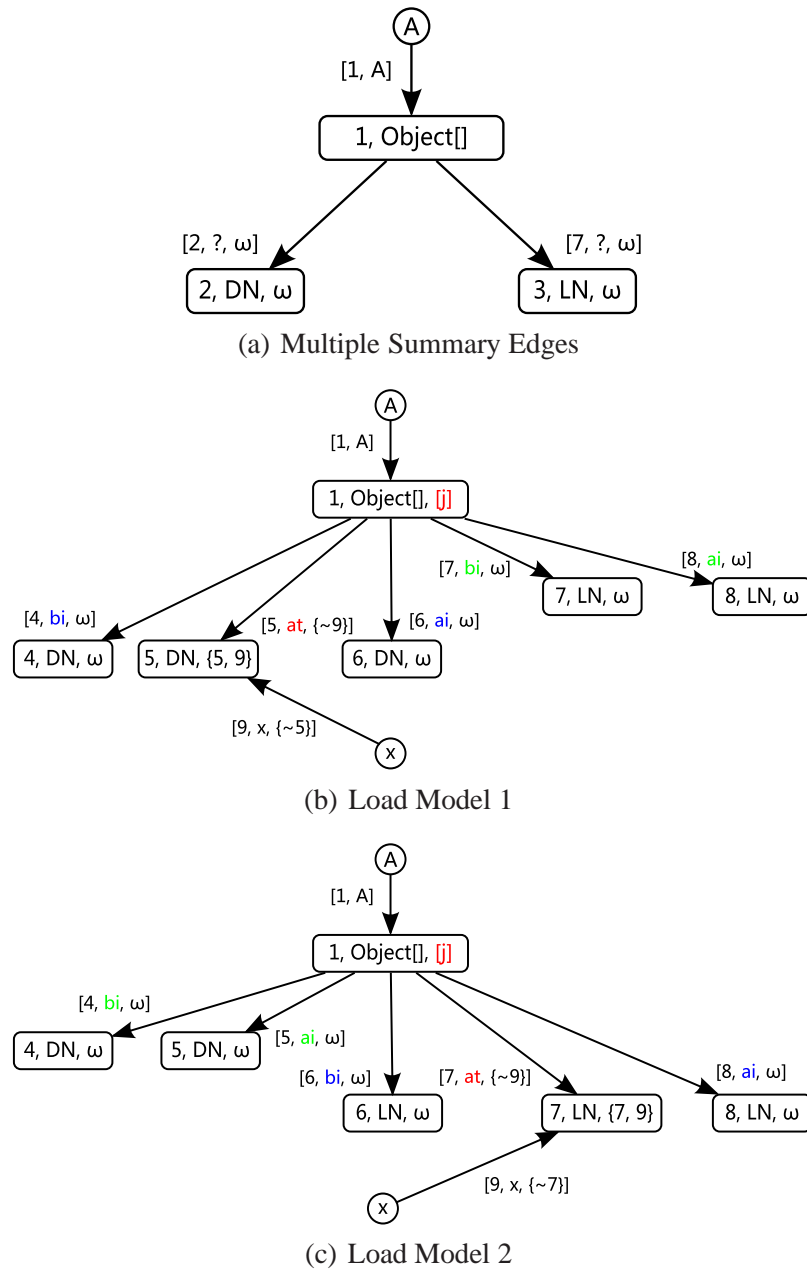 A
[1, A]
1, Object[]
[2, ?, ω] [7, ?, ω]
2, DN, ω 3, LN, ω
(a) Multiple Summary Edges
A
[1, A]
1, Object[], [j]
[8, ai, ω]
[7, bi, ω]
7, LN, ω 8, LN, ω
[4, bi, ω] [5, at, {~9}] [6, ai, ω]
4, DN, ω 5, DN, {5, 9} 6, DN, ω
[9, x, {~5}]
x
(b) Load Model 1
A
[1, A]
1, Object[], [j]
[4, bi, ω]
[5, ai, ω]
4, DN, ω 5, DN, ω
[6, bi, ω] [7, at, {~9}] [8, ai, ω]
6, LN, ω 7, LN, {7, 9} 8, LN, ω
[9, x, {~7}]
x
(c) Load Model 2